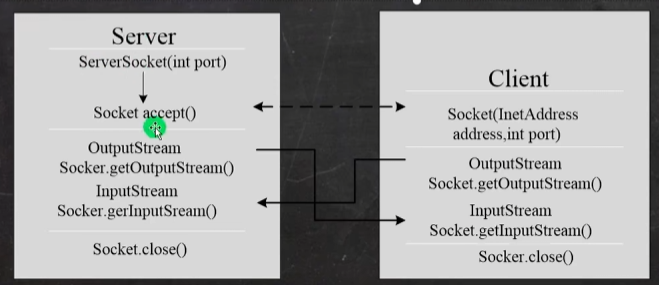 Server
ServerSocket(int port)
Socket accept()
OutputStream
Socker.getOutputStream()
InputStream
Socker.gerInputSream()
Socket.close()
Client
Socket(InetAddress
address,int port)
OutputStream
Socket.getOutputStream()
InputStream
Socket.getInputStream()
Socker.close()